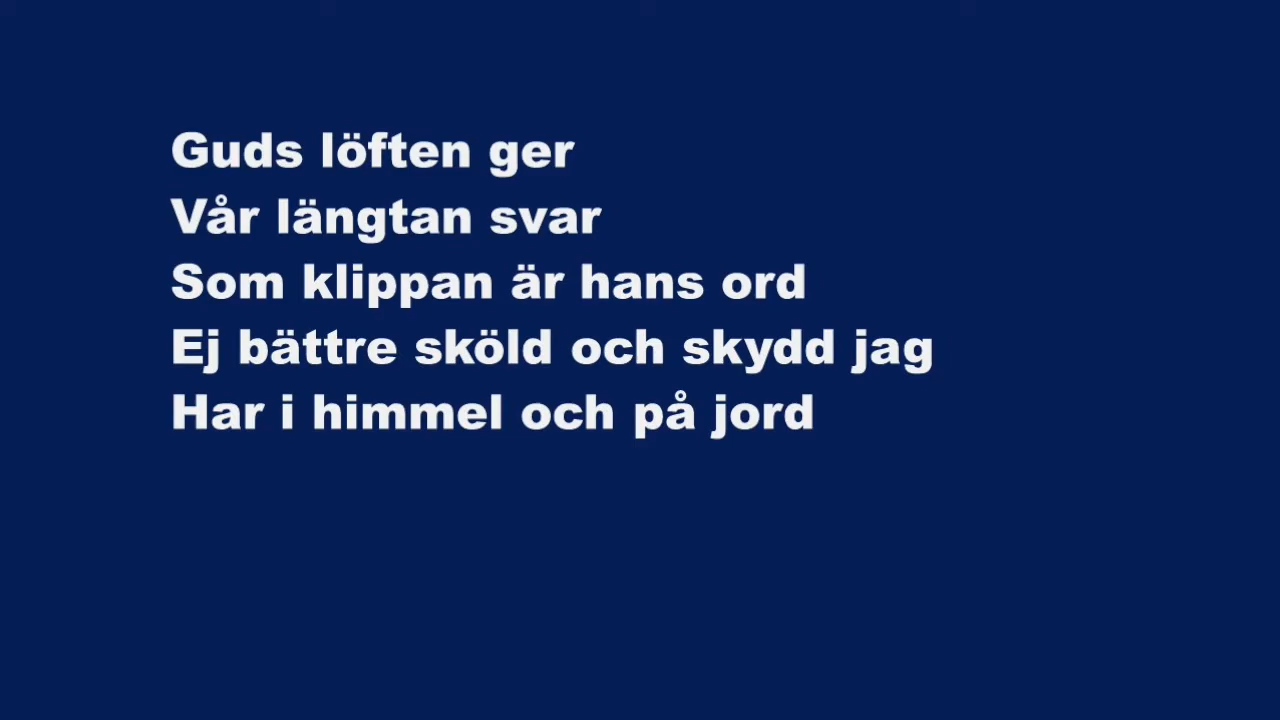 Guds löften ger
Vår längtan svar
Som klippan är hans ord
Ej bättre sköld och skydd jag
Har i himmel och på jord